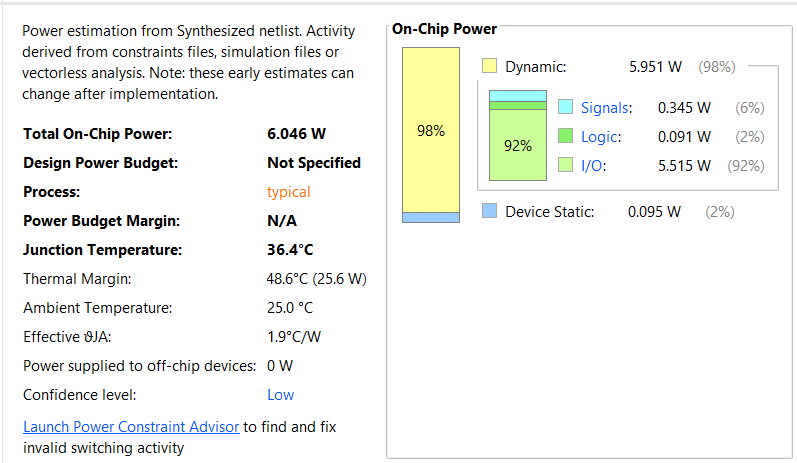 Power estimation from Synthesized netlist. Activity
derived from constraints files, simulation files or
vectorless analysis. Note: these early estimates can
change after implementation.
Total On-Chip Power: 6.046 W
Design Power Budget: Not Specified
Process: typical
Power Budget Margin: N/A
Junction Temperature: 36.4°C
Thermal Margin: 48.6°C (25.6 W)
Ambient Temperature: 25.0 °C
Effective ϑJA: 1.9°C/W
Power supplied to off-chip devices: 0 W
Confidence level: Low
Launch Power Constraint Advisor to find and fix
invalid switching activity
On-Chip Power
98%
Dynamic: 5.951 W (98%)
92%
Signals: 0.345 W (6%)
Logic: 0.091 W (2%)
I/O: 5.515 W (92%)
Device Static: 0.095 W (2%)